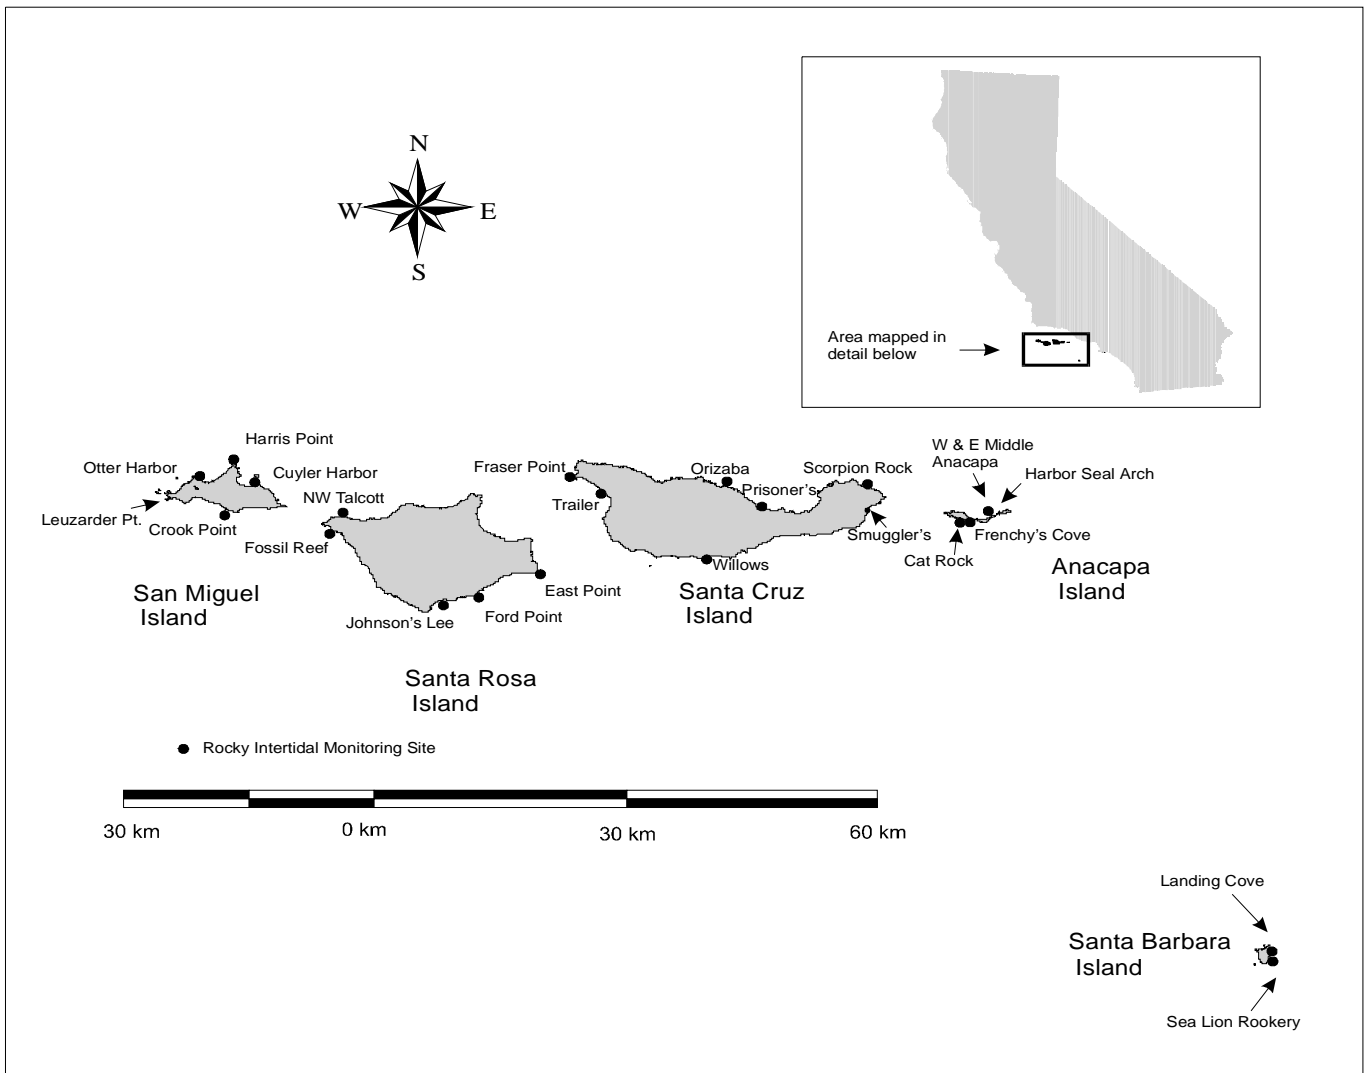 N
W
E
S
Area mapped in
detail below
Harris Point
Otter Harbor
Cuyler Harbor
NW Talcott
Leuzarder Pt.
Crook Point
Fossil Reef
San Miguel
Island
Fraser Point
Trailer
Orizaba
Prisoner's
Scorpion Rock
Smuggler's
Willows
Santa Cruz
Island
W & E Middle
Anacapa
Harbor Seal Arch
Frenchy's Cove
Cat Rock
Anacapa
Island
East Point
Ford Point
Johnson's Lee
Santa Rosa
Island
Rocky Intertidal Monitoring Site
30 km
0 km
30 km
60 km
Landing Cove
Santa Barbara
Island
Sea Lion Rookery